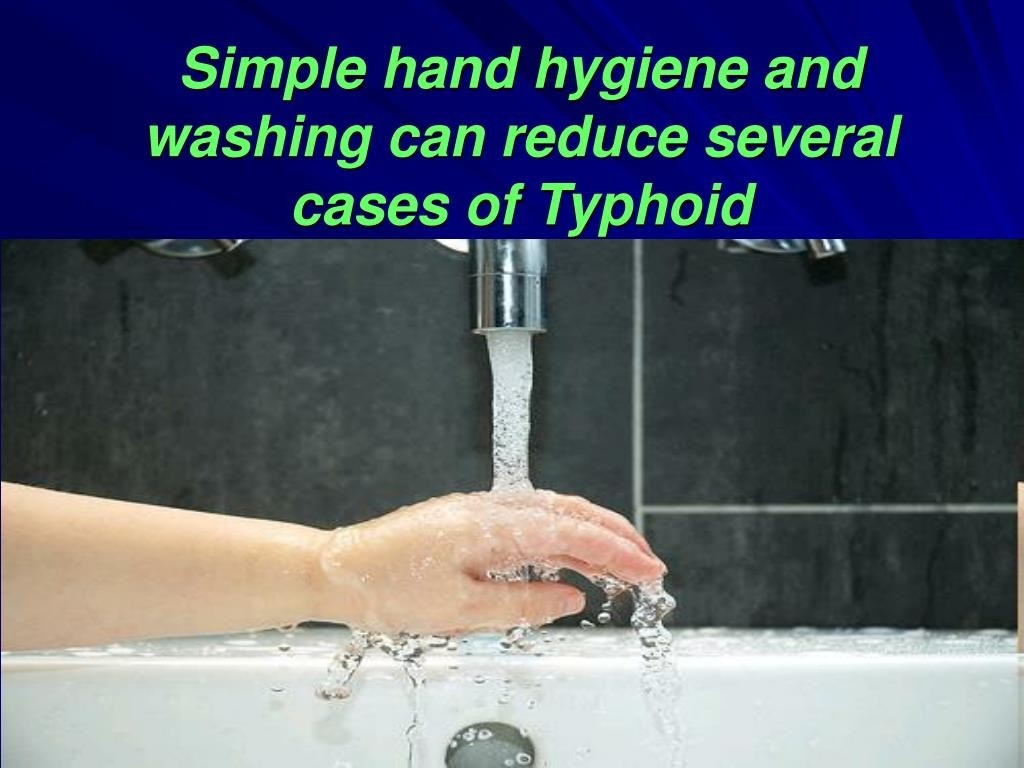 Simple hand hygiene and
washing can reduce several
cases of Typhoid